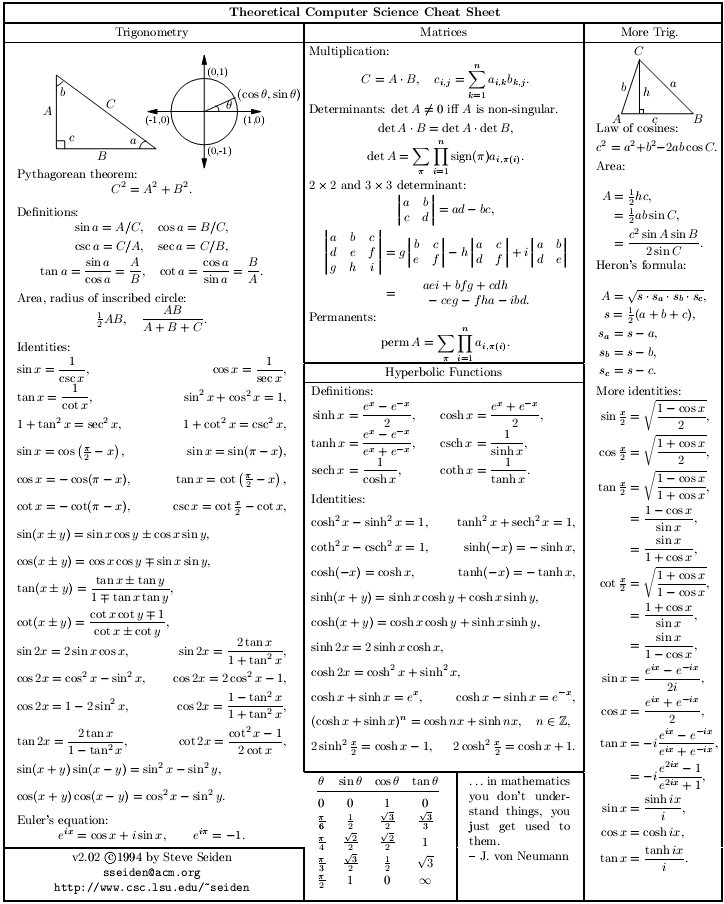 Theoretical Computer Science Cheat Sheet
Trigonometry
A
b
C
c
a
B
(0,1)
(cos θ, sin θ)
θ
(-1,0)
(1,0)
(0,-1)
Pythagorean theorem:
C² = A² + B².
Definitions:
sin a = A/C, cos a = B/C,
csc a = C/A, sec a = C/B,
tan a = sin a / cos a = A/B, cot a = cos a / sin a = B/A.
Area, radius of inscribed circle:
½AB, AB / (A + B + C).
Identities:
sin x = 1/csc x, cos x = 1/sec x,
tan x = 1/cot x, sin² x + cos² x = 1,
1 + tan² x = sec² x, 1 + cot² x = csc² x,
sin x = cos (π/2 − x), sin x = sin(π − x),
cos x = − cos(π − x), tan x = cot (π/2 − x),
cot x = − cot(π − x), csc x = cot x/2 − cot x,
sin(x ± y) = sin x cos y ± cos x sin y,
cos(x ± y) = cos x cos y ∓ sin x sin y,
tan(x ± y) = (tan x ± tan y) / (1 ∓ tan x tan y),
cot(x ± y) = (cot x cot y ∓ 1) / (cot x ± cot y),
sin 2x = 2 sin x cos x, sin 2x = 2 tan x / (1 + tan² x),
cos 2x = cos² x − sin² x, cos 2x = 2 cos² x − 1,
cos 2x = 1 − 2 sin² x, cos 2x = (1 − tan² x) / (1 + tan² x),
tan 2x = 2 tan x / (1 − tan² x), cot 2x = (cot² x − 1) / (2 cot x),
sin(x + y) sin(x − y) = sin² x − sin² y,
cos(x + y) cos(x − y) = cos² x − sin² y.
Euler's equation:
e^{ix} = cos x + i sin x, e^{iπ} = −1.
v2.02 ©1994 by Steve Seiden
sseiden@acm.org
http://www.csc.lsu.edu/~seiden
Matrices
Multiplication:
C = A · B, c_{i,j} = ∑_{k=1}^{n} a_{i,k} b_{k,j}.
Determinants: det A ≠ 0 iff A is non-singular.
det A · B = det A · det B,
det A = ∑_π ∏_{i=1}^{n} sign(π) a_{i,π(i)}.
2 × 2 and 3 × 3 determinant:
|a b; c d| = ad − bc,
|a b c; d e f; g h i| = g |b c; e f| − h |a c; d f| + i |a b; d e|
= aei + bfg + cdh
− ceg − fha − ibd.
Permanents:
perm A = ∑_π ∏_{i=1}^{n} a_{i,π(i)}.
Hyperbolic Functions
Definitions:
sinh x = (e^x − e^{−x}) / 2, cosh x = (e^x + e^{−x}) / 2,
tanh x = (e^x − e^{−x}) / (e^x + e^{−x}), csch x = 1/sinh x,
sech x = 1/cosh x, coth x = 1/tanh x.
Identities:
cosh² x − sinh² x = 1, tanh² x + sech² x = 1,
coth² x − csch² x = 1, sinh(−x) = − sinh x,
cosh(−x) = cosh x, tanh(−x) = − tanh x,
sinh(x + y) = sinh x cosh y + cosh x sinh y,
cosh(x + y) = cosh x cosh y + sinh x sinh y,
sinh 2x = 2 sinh x cosh x,
cosh 2x = cosh² x + sinh² x,
cosh x + sinh x = e^x, cosh x − sinh x = e^{−x},
(cosh x + sinh x)^n = cosh nx + sinh nx, n ∈ ℤ,
2 sinh² x/2 = cosh x − 1, 2 cosh² x/2 = cosh x + 1.
θ sin θ cos θ tan θ
0 0 1 0
π/6 1/2 √3/2 √3/3
π/4 √2/2 √2/2 1
π/3 √3/2 1/2 √3
π/2 1 0 ∞
... in mathematics
you don't under-
stand things, you
just get used to
them.
– J. von Neumann
More Trig.
C
b
h
a
A
c
B
Law of cosines:
c² = a²+b²−2ab cos C.
Area:
A = ½hc,
= ½ab sin C,
= c² sin A sin B / (2 sin C).
Heron's formula:
A = √(s · s_a · s_b · s_c),
s = ½(a + b + c),
s_a = s − a,
s_b = s − b,
s_c = s − c.
More identities:
sin x/2 = √((1 − cos x) / 2),
cos x/2 = √((1 + cos x) / 2),
tan x/2 = √((1 − cos x) / (1 + cos x)),
= (1 − cos x) / sin x,
= sin x / (1 + cos x),
cot x/2 = √((1 + cos x) / (1 − cos x)),
= (1 + cos x) / sin x,
= sin x / (1 − cos x),
sin x = (e^{ix} − e^{−ix}) / 2i,
cos x = (e^{ix} + e^{−ix}) / 2,
tan x = −i (e^{ix} − e^{−ix}) / (e^{ix} + e^{−ix}),
= −i (e^{2ix} − 1) / (e^{2ix} + 1),
sin x = sinh ix / i,
cos x = cosh ix,
tan x = tanh ix / i.